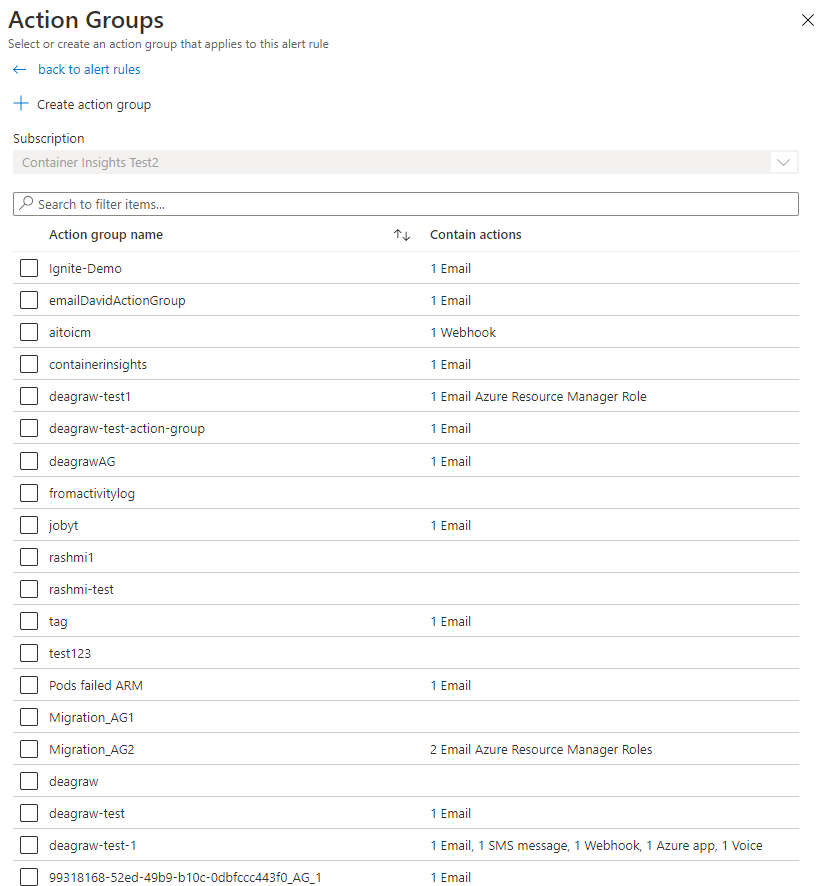 Action Groups
Select or create an action group that applies to this alert rule
back to alert rules
Create action group
Subscription
Container Insights Test2
Search to filter items...
Action group name Contain actions
Ignite-Demo 1 Email
emailDavidActionGroup 1 Email
aitoicm 1 Webhook
containerinsights 1 Email
deagraw-test1 1 Email Azure Resource Manager Role
deagraw-test-action-group 1 Email
deagrawAG 1 Email
fromactivitylog
jobyt 1 Email
rashmi1
rashmi-test
tag 1 Email
test123
Pods failed ARM 1 Email
Migration_AG1
Migration_AG2 2 Email Azure Resource Manager Roles
deagraw
deagraw-test 1 Email
deagraw-test-1 1 Email, 1 SMS message, 1 Webhook, 1 Azure app, 1 Voice
99318168-52ed-49b9-b10c-0dbfccc443f0_AG_1 1 Email